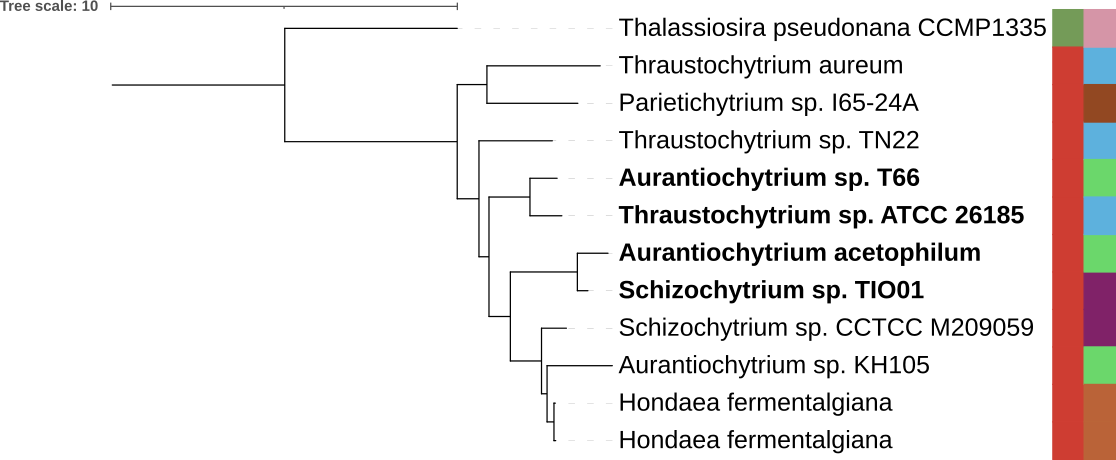 Tree scale: 10
Thalassiosira pseudonana CCMP1335
Thraustochytrium aureum
Parietichytrium sp. I65-24A
Thraustochytrium sp. TN22
Aurantiochytrium sp. T66
Thraustochytrium sp. ATCC 26185
Aurantiochytrium acetophilum
Schizochytrium sp. TIO01
Schizochytrium sp. CCTCC M209059
Aurantiochytrium sp. KH105
Hondaea fermentalgiana
Hondaea fermentalgiana